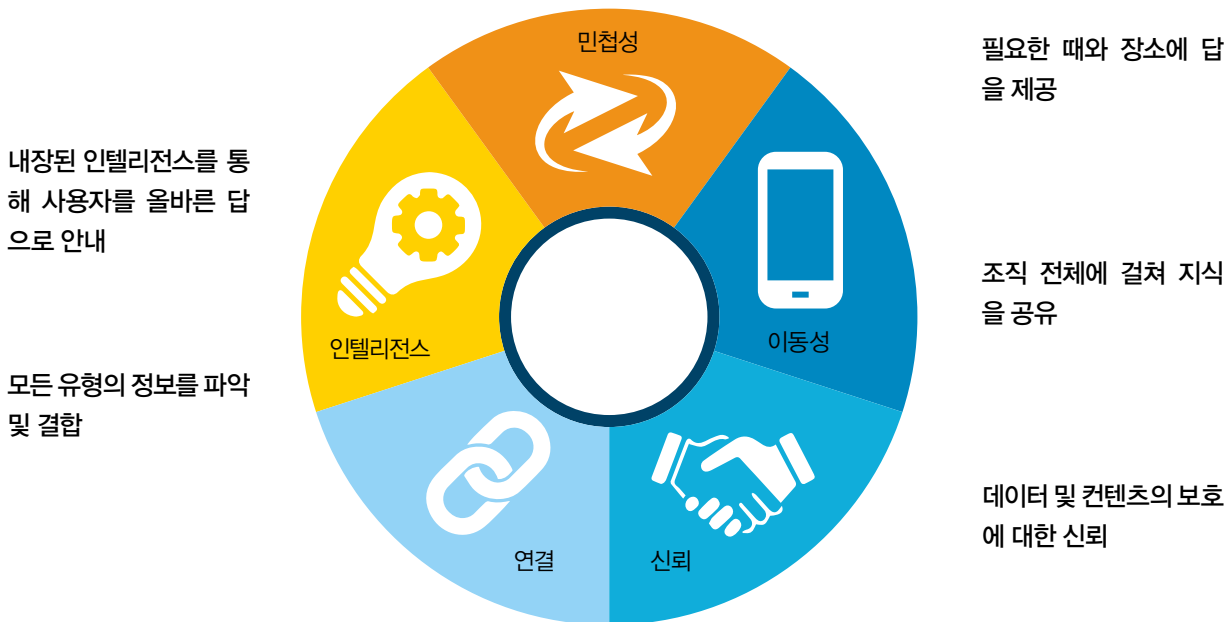 민첩성
필요한 때와 장소에 답
을 제공
내장된 인텔리전스를 통
해 사용자를 올바른 답
으로 안내
조직 전체에 걸쳐 지식
을 공유
이동성
인텔리전스
모든 유형의 정보를 파악
및 결합
데이터 및 컨텐츠의 보호
에 대한 신뢰
연결
신뢰